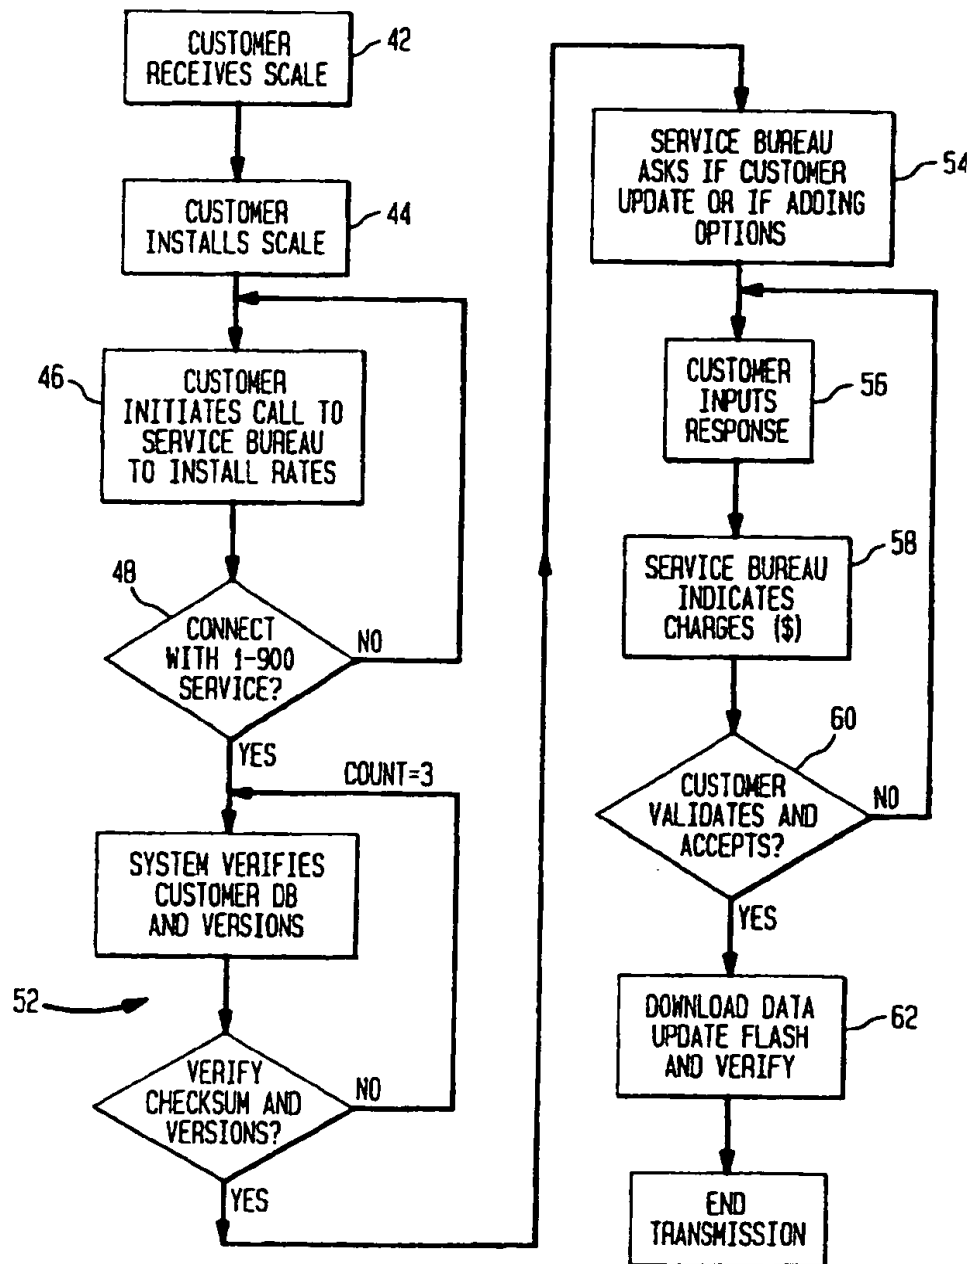 CUSTOMER
RECEIVES SCALE
42
CUSTOMER
INSTALLS SCALE
44
46
CUSTOMER
INITIATES CALL TO
SERVICE BUREAU
TO INSTALL RATES
48
CONNECT
WITH 1-900
SERVICE?
NO
YES
COUNT=3
SYSTEM VERIFIES
CUSTOMER DB
AND VERSIONS
52
VERIFY
CHECKSUM AND
VERSIONS?
NO
YES
SERVICE BUREAU
ASKS IF CUSTOMER
UPDATE OR IF ADDING
OPTIONS
54
CUSTOMER
INPUTS
RESPONSE
56
SERVICE BUREAU
INDICATES
CHARGES ($)
58
60
CUSTOMER
VALIDATES AND
ACCEPTS?
NO
YES
DOWNLOAD DATA
UPDATE FLASH
AND VERIFY
62
END
TRANSMISSION